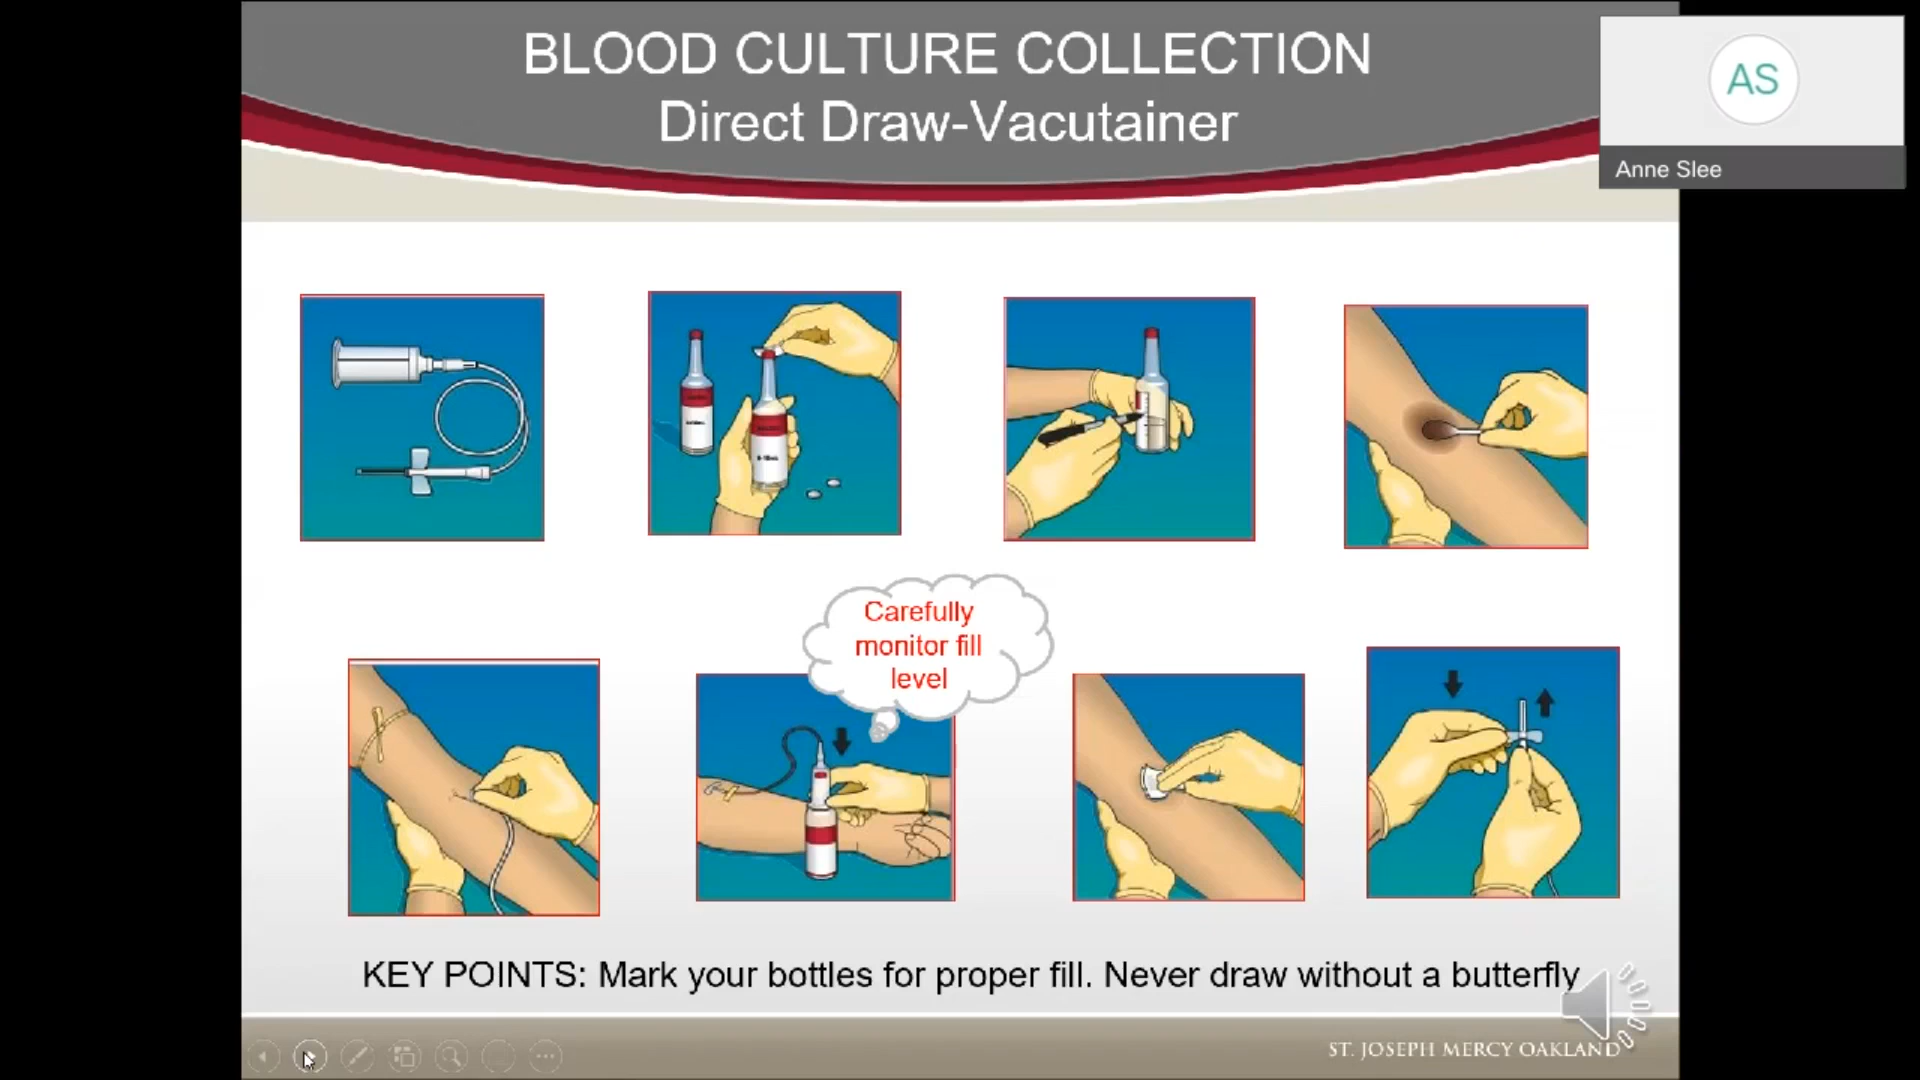 BLOOD CULTURE COLLECTION
Direct Draw-Vacutainer
AS
Anne Slee
Carefully
monitor fill
level
KEY POINTS: Mark your bottles for proper fill. Never draw without a butterfly
ST. JOSEPH MERCY OAKLAND